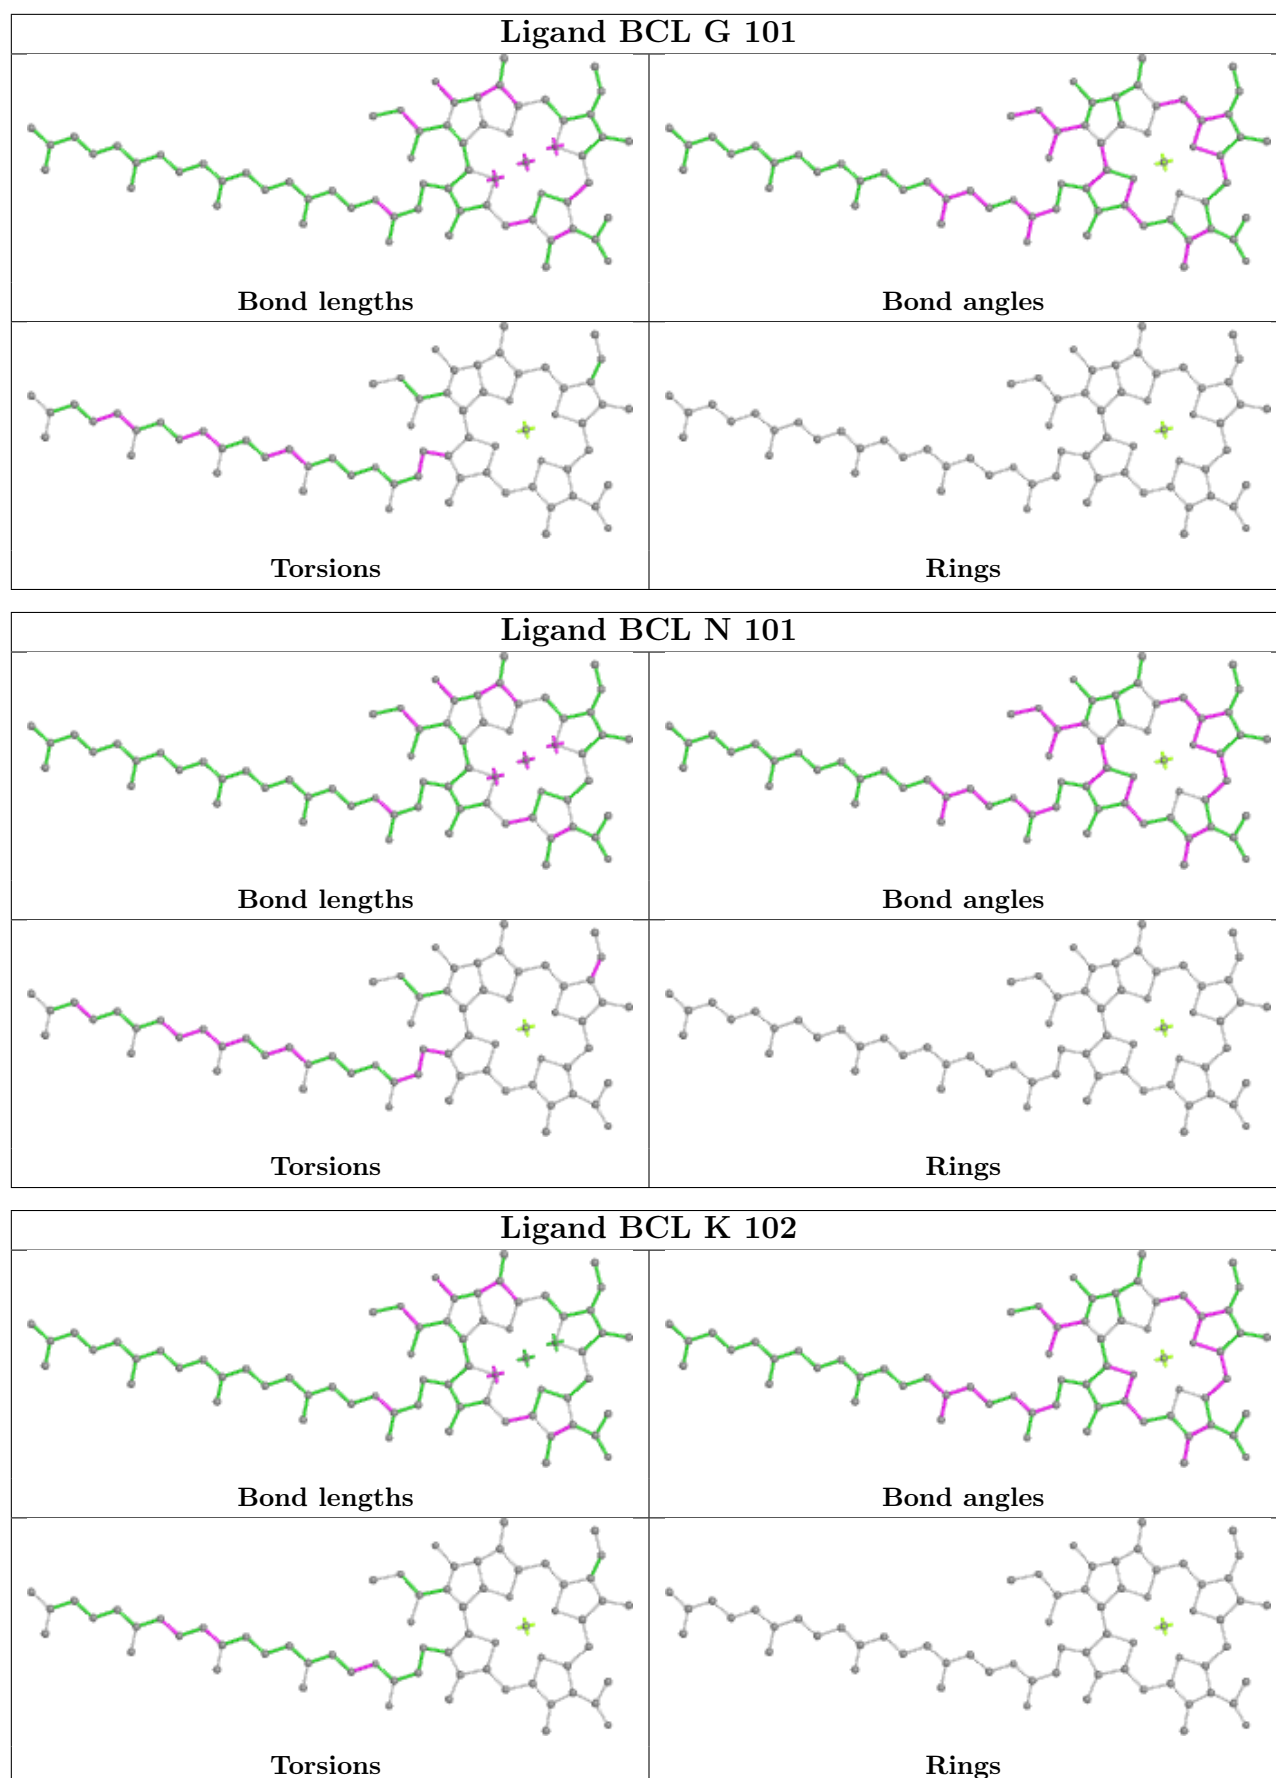 Ligand BCL G 101
Bond lengths
Bond angles
Torsions
Rings
Ligand BCL N 101
Bond lengths
Bond angles
Torsions
Rings
Ligand BCL K 102
Bond lengths
Bond angles
Torsions
Rings